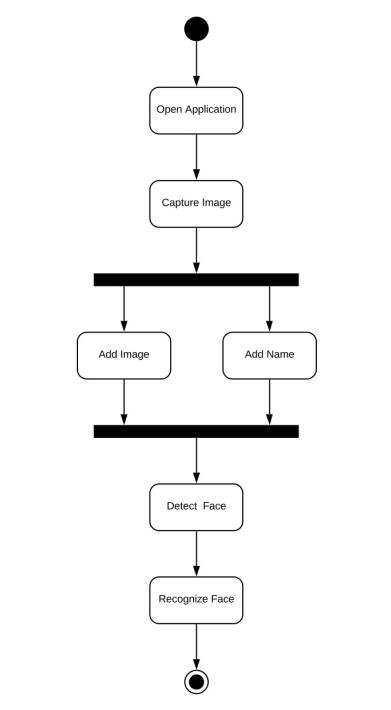 Open Application
Capture Image
Add Image
Add Name
Detect  Face
Recognize Face